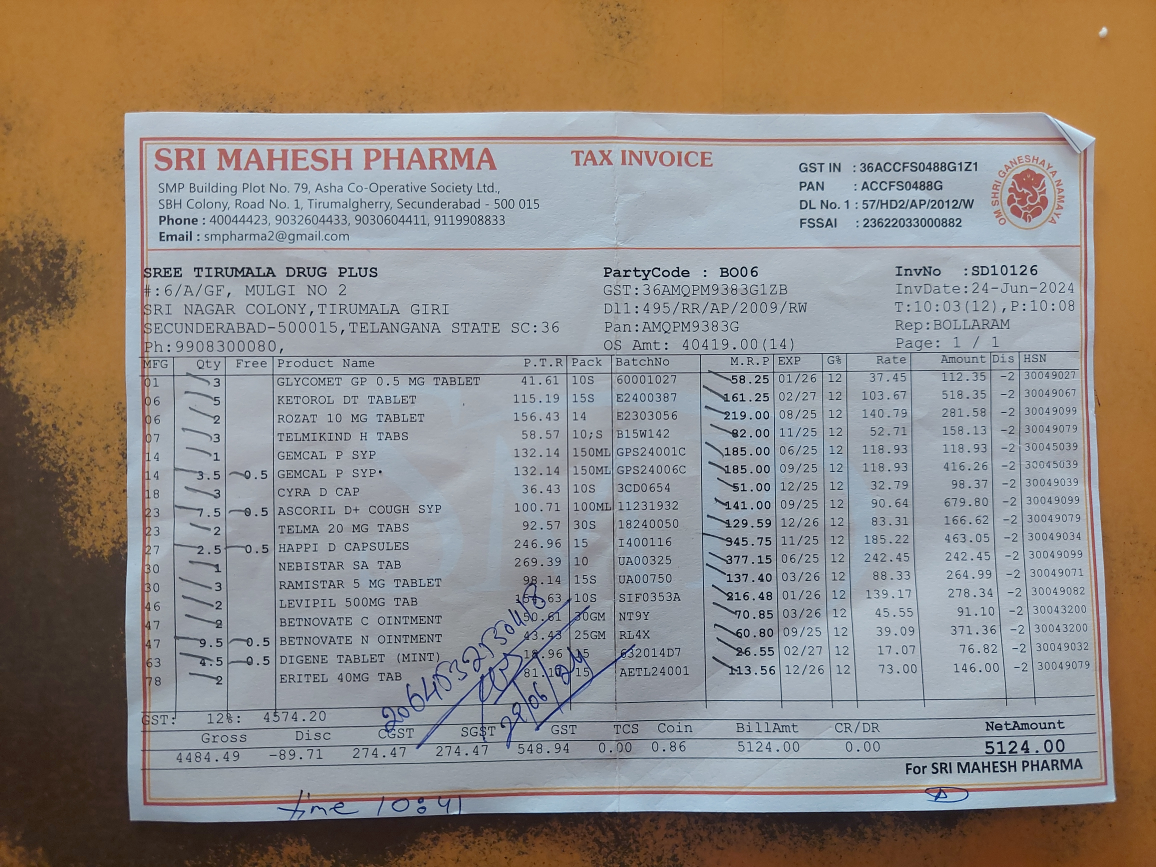 SRI MAHESH PHARMA TAX INVOICE
SMP Building Plot No. 79, Asha Co-Operative Society Ltd.,
SBH Colony, Road No. 1, Tirumalgherry, Secunderabad - 500 015
Phone : 40044423, 9032604433, 9030604411, 9119908833
Email : smpharma2@gmail.com
GST IN : 36ACCFS0488G1Z1
PAN : ACCFS0488G
DL No. 1 : 57/HD2/AP/2012/W
FSSAI : 23622033000882
OM SHRI GANESHAYA NAMAYA
SREE TIRUMALA DRUG PLUS
#:6/A/GF, MULGI NO 2
SRI NAGAR COLONY,TIRUMALA GIRI
SECUNDERABAD-500015,TELANGANA STATE SC:36
Ph:9908300080,
PartyCode : BO06
GST:36AMQPM9383G1ZB
Dl1:495/RR/AP/2009/RW
Pan:AMQPM9383G
OS Amt: 40419.00(14)
InvNo :SD10126
InvDate:24-Jun-2024
T:10:03(12),P:10:08
Rep:BOLLARAM
Page: 1 / 1
MFG Qty Free Product Name P.T.R Pack BatchNo M.R.P EXP G% Rate Amount Dis HSN
01 3 GLYCOMET GP 0.5 MG TABLET 41.61 10S 60001027 58.25 01/26 12 37.45 112.35 -2 30049027
06 5 KETOROL DT TABLET 115.19 15S E2400387 161.25 02/27 12 103.67 518.35 -2 30049067
06 2 ROZAT 10 MG TABLET 156.43 14 E2303056 219.00 08/25 12 140.79 281.58 -2 30049099
07 3 TELMIKIND H TABS 58.57 10;S B15W142 82.00 11/25 12 52.71 158.13 -2 30049079
14 1 GEMCAL P SYP 132.14 150ML GPS24001C 185.00 06/25 12 118.93 118.93 -2 30045039
14 3.5 0.5 GEMCAL P SYP 132.14 150ML GPS24006C 185.00 09/25 12 118.93 416.26 -2 30045039
18 3 CYRA D CAP 36.43 10S 3CD0654 51.00 12/25 12 32.79 98.37 -2 30049039
23 7.5 0.5 ASCORIL D+ COUGH SYP 100.71 100ML 11231932 141.00 09/25 12 90.64 679.80 -2 30049099
23 2 TELMA 20 MG TABS 92.57 30S 18240050 129.59 12/26 12 83.31 166.62 -2 30049079
27 2.5 0.5 HAPPI D CAPSULES 246.96 15 I400116 345.75 11/25 12 185.22 463.05 -2 30049034
30 1 NEBISTAR SA TAB 269.39 10 UA00325 377.15 06/25 12 242.45 242.45 -2 30049099
30 3 RAMISTAR 5 MG TABLET 98.14 15S UA00750 137.40 03/26 12 88.33 264.99 -2 30049071
46 2 LEVIPIL 500MG TAB 10S SIF0353A 216.48 01/26 12 139.17 278.34 -2 30049082
47 2 BETNOVATE C OINTMENT 50.61 30GM NT9Y 70.85 03/26 12 45.55 91.10 -2 30043200
47 9.5 0.5 BETNOVATE N OINTMENT 43.43 25GM RL4X 60.80 09/25 12 39.09 371.36 -2 30043200
63 4.5 0.5 DIGENE TABLET (MINT) 18.96 15 632014D7 26.55 02/27 12 17.07 76.82 -2 30049032
78 2 ERITEL 40MG TAB 15 AETL24001 113.56 12/26 12 73.00 146.00 -2 30049079
GST: 12%: 4574.20
Gross Disc CGST SGST GST TCS Coin BillAmt CR/DR NetAmount
4484.49 -89.71 274.47 274.47 548.94 0.00 0.86 5124.00 0.00 5124.00
For SRI MAHESH PHARMA
time 10:41